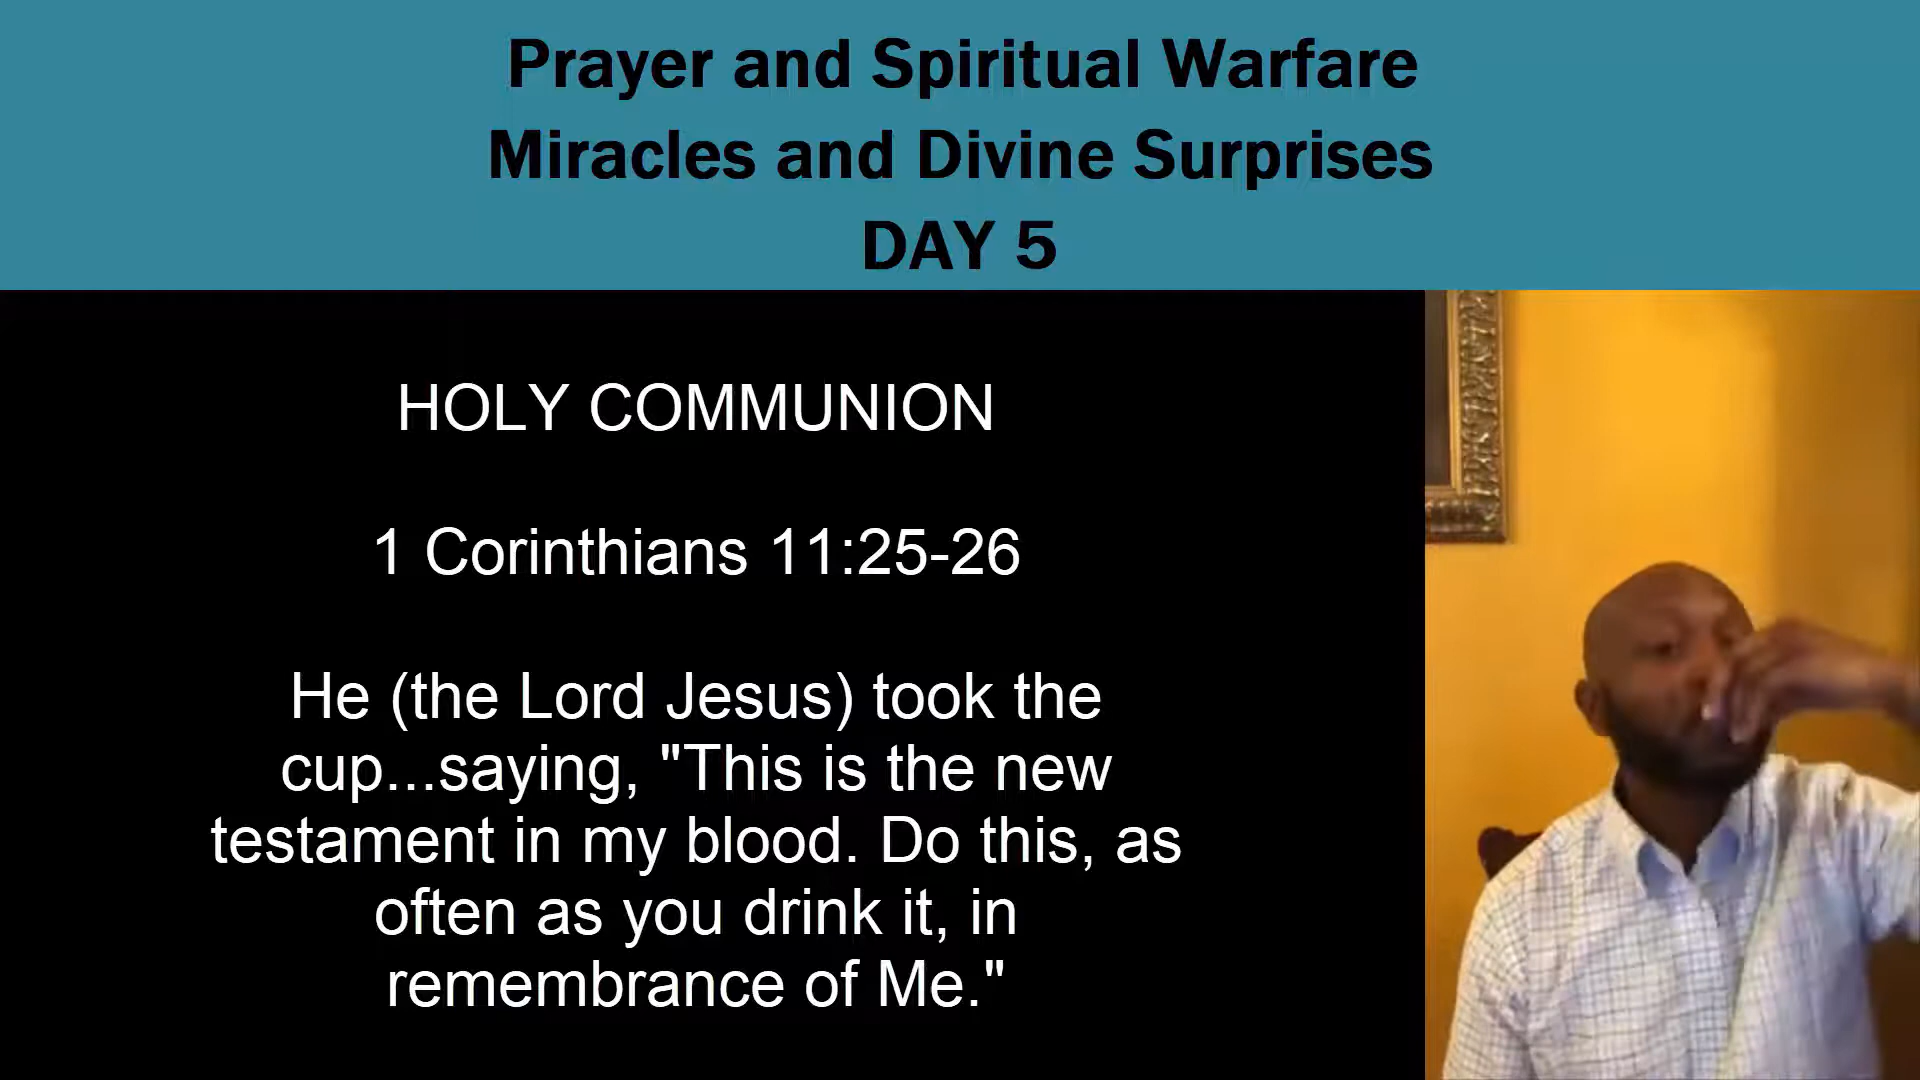 Prayer and Spiritual Warfare
Miracles and Divine Surprises
DAY 5
HOLY COMMUNION
1 Corinthians 11:25-26
He (the Lord Jesus) took the
cup...saying, "This is the new
testament in my blood. Do this, as
often as you drink it, in
remembrance of Me."